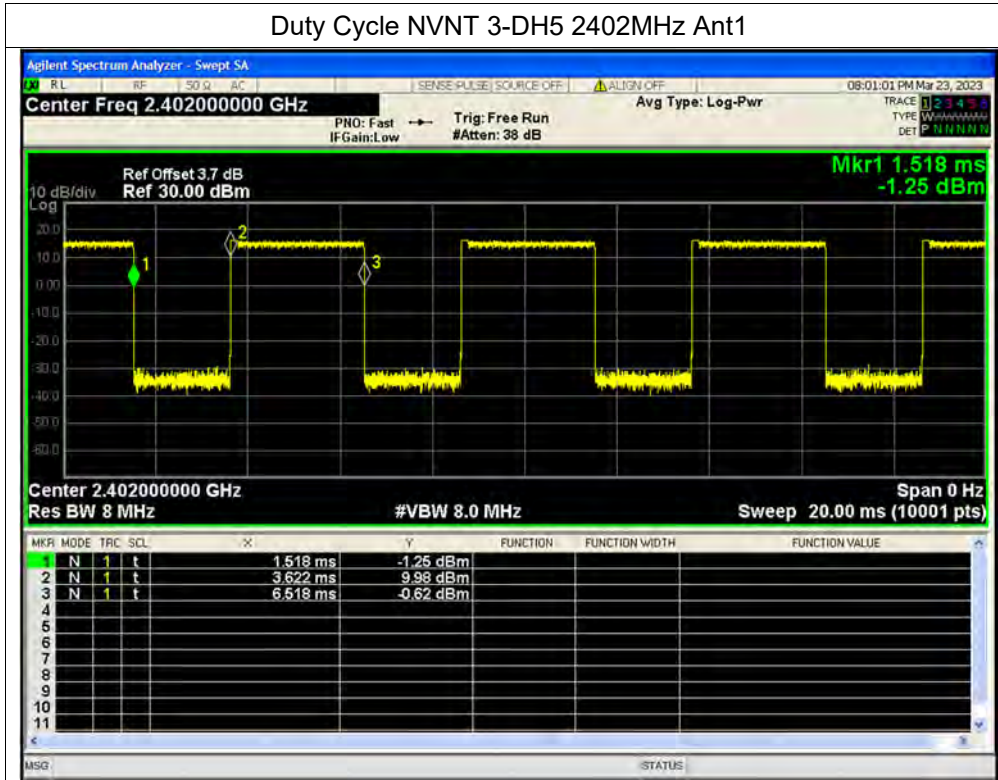 Duty Cycle NVNT 3-DH5 2402MHz Ant1
Agilent Spectrum Analyzer - Swept SA
LXI RL RF 50 Ω AC SENSE:PULSE SOURCE OFF ALIGN OFF 08:01:01 PM Mar 23, 2023
Center Freq 2.402000000 GHz Avg Type: Log-Pwr TRACE 1 2 3 4 5 6
PNO: Fast Trig: Free Run TYPE
IFGain:Low #Atten: 38 dB DET P N N N N N
Mkr1 1.518 ms
-1.25 dBm
Ref Offset 3.7 dB
10 dB/div Ref 30.00 dBm
Log
20.0
10.0
0.00
-10.0
-20.0
-30.0
-40.0
-50.0
-60.0
1
2
3
Center 2.402000000 GHz Span 0 Hz
Res BW 8 MHz #VBW 8.0 MHz Sweep 20.00 ms (10001 pts)
MKR MODE TRC SCL X Y FUNCTION FUNCTION WIDTH FUNCTION VALUE
1 N 1 t 1.518 ms -1.25 dBm
2 N 1 t 3.622 ms 9.98 dBm
3 N 1 t 6.518 ms -0.62 dBm
4
5
6
7
8
9
10
11
MSG STATUS